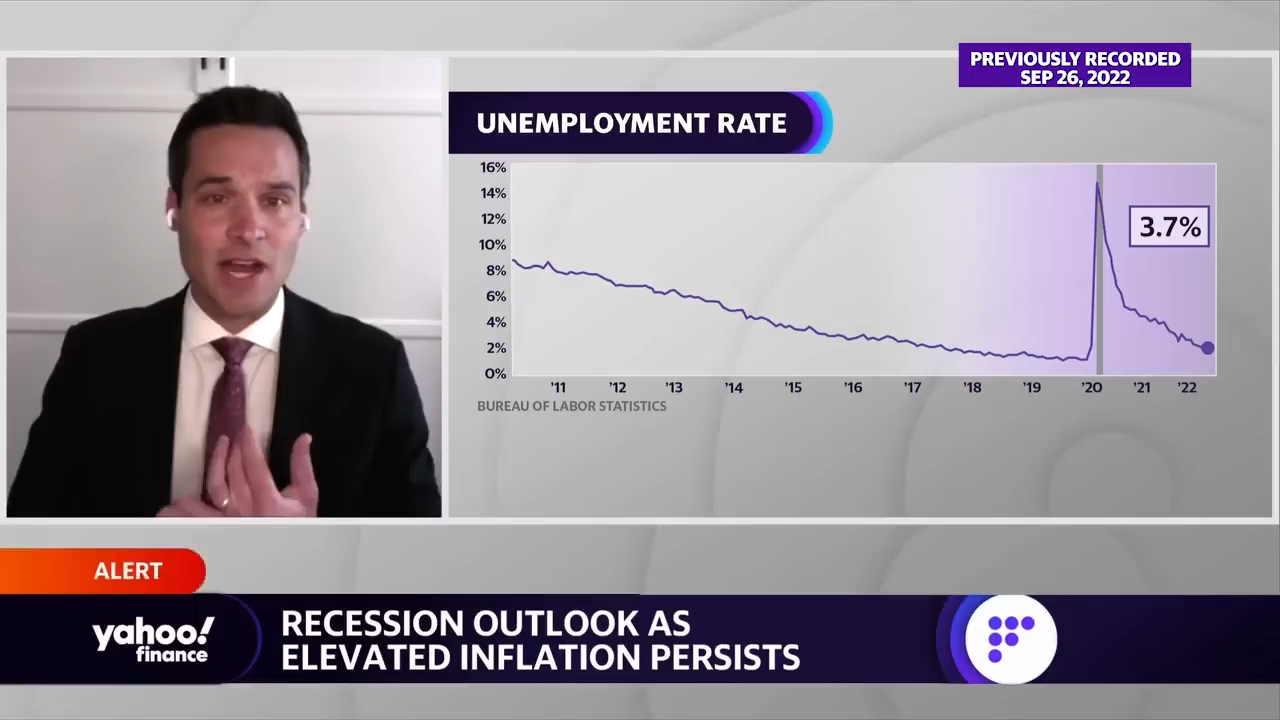 PREVIOUSLY RECORDED
SEP 26, 2022
UNEMPLOYMENT RATE
16%
14%
12%
10%
8%
6%
4%
2%
0%
3.7%
'11 '12 '13 '14 '15 '16 '17 '18 '19 '20 '21 '22
BUREAU OF LABOR STATISTICS
ALERT
yahoo!
finance
RECESSION OUTLOOK AS
ELEVATED INFLATION PERSISTS